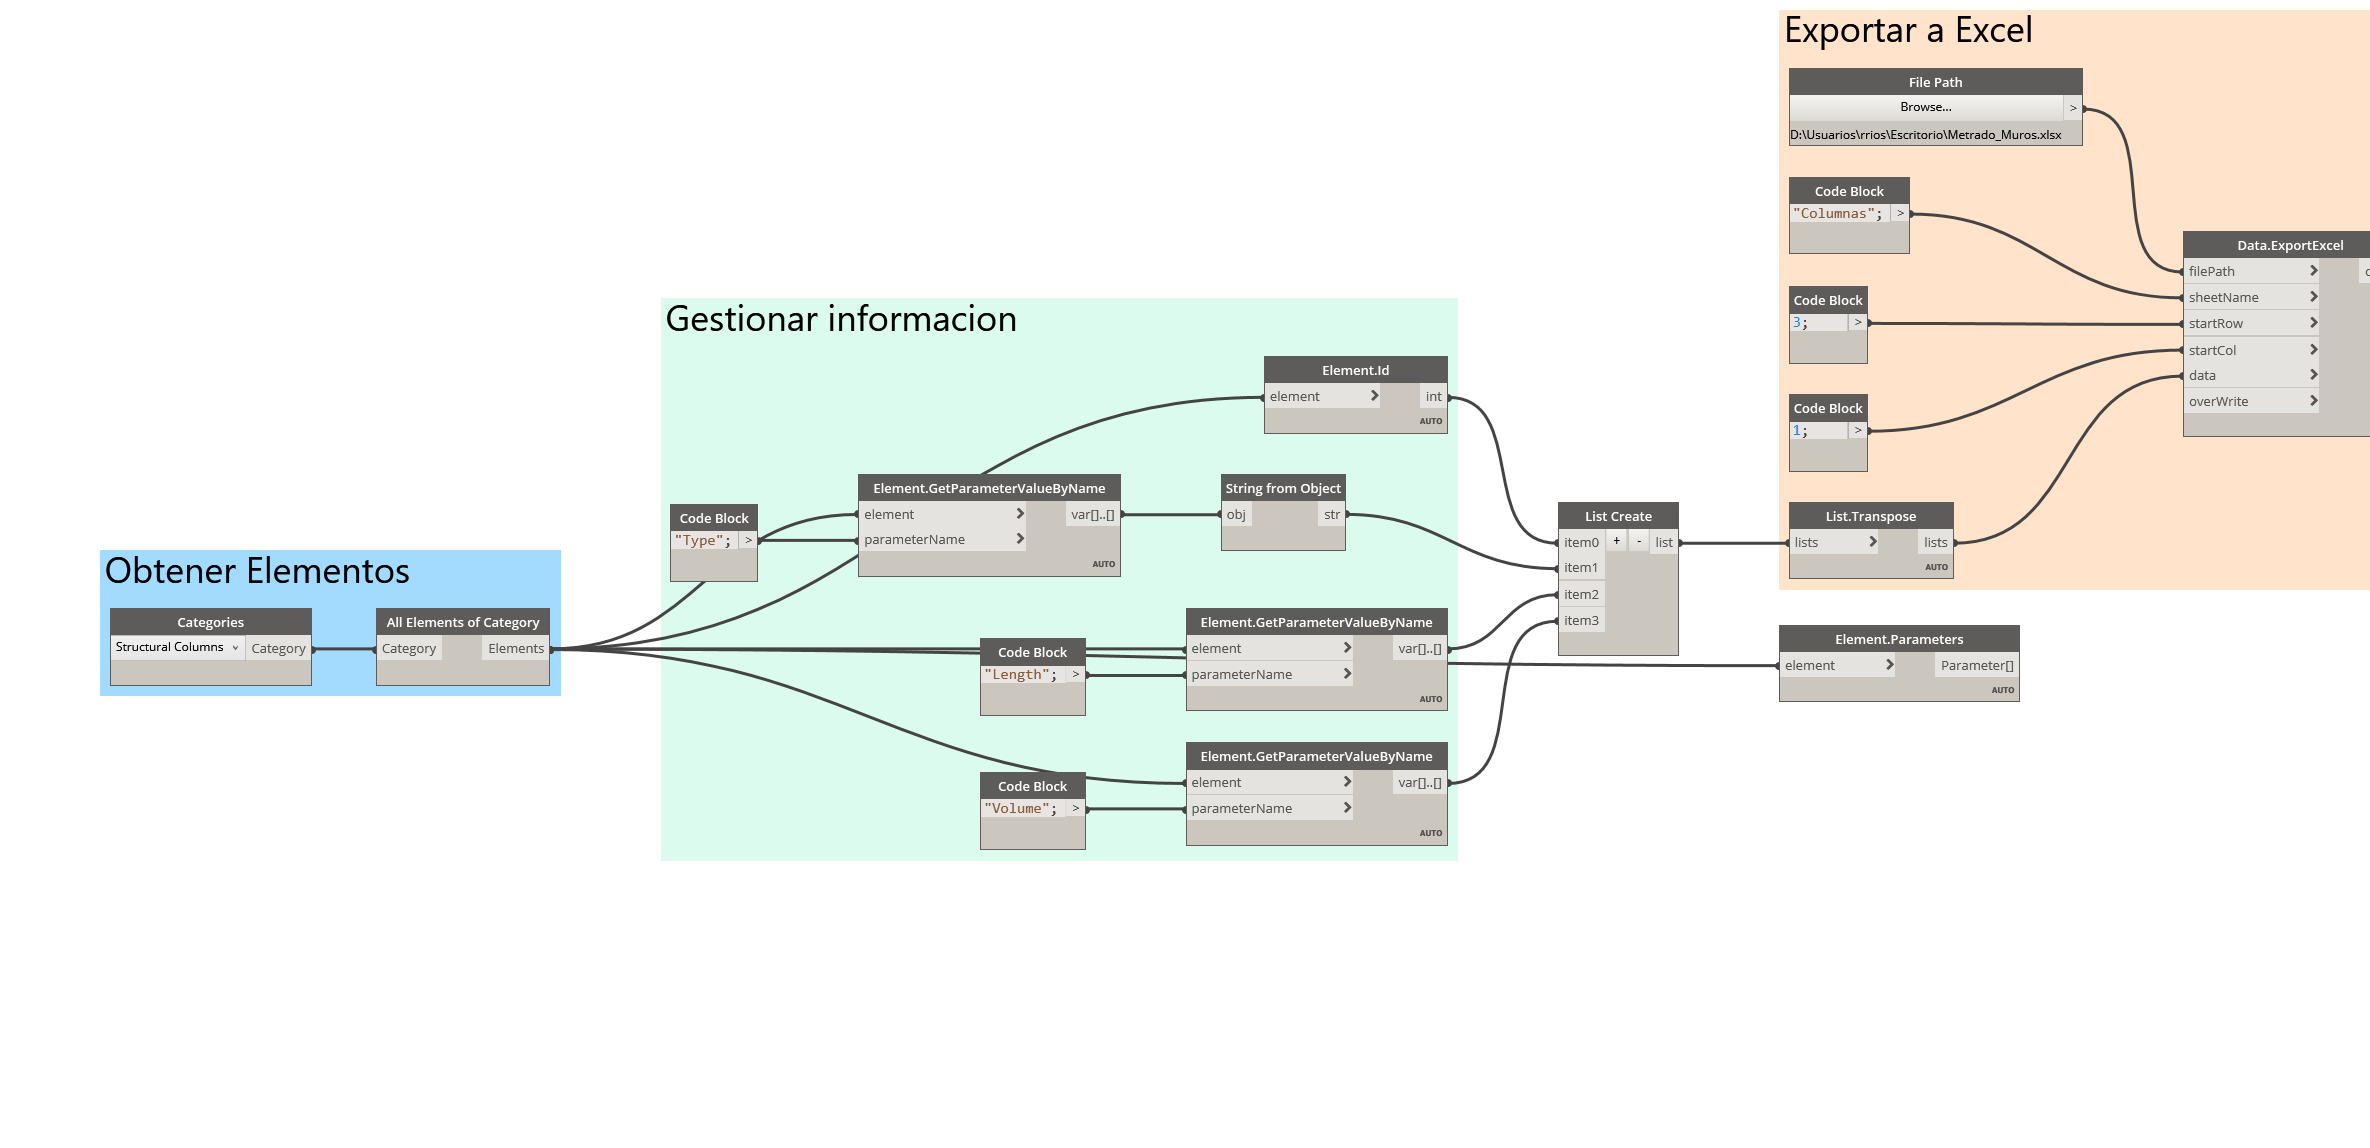 Exportar a Excel
File Path
Browse...
>
D:\Usuarios\rrios\Escritorio\Metrado_Muros.xlsx
Code Block
"Columnas"; >
Data.ExportExcel
filePath
sheetName
startRow
startCol
data
overWrite
Code Block
3; >
Code Block
1; >
List.Transpose
lists lists
AUTO
Gestionar informacion
Element.Id
element int
AUTO
Element.GetParameterValueByName
element var[]..[]
parameterName
AUTO
String from Object
obj str
Code Block
"Type"; >
List Create
item0 + - list
item1
item2
item3
Obtener Elementos
Categories
Structural Columns Category
All Elements of Category
Category Elements
Element.GetParameterValueByName
element var[]..[]
parameterName
AUTO
Code Block
"Length"; >
Element.Parameters
element Parameter[]
AUTO
Element.GetParameterValueByName
element var[]..[]
parameterName
AUTO
Code Block
"Volume"; >